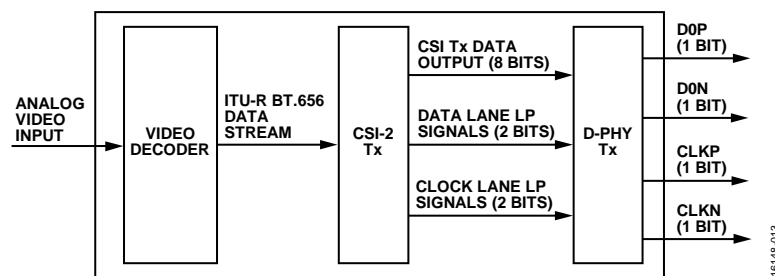 ANALOG
VIDEO
INPUT
VIDEO
DECODER
ITU-R BT.656
DATA
STREAM
CSI-2
Tx
CSI Tx DATA
OUTPUT (8 BITS)
DATA LANE LP
SIGNALS (2 BITS)
CLOCK LANE LP
SIGNALS (2 BITS)
D-PHY
Tx
D0P
(1 BIT)
D0N
(1 BIT)
CLKP
(1 BIT)
CLKN
(1 BIT)
16148-013